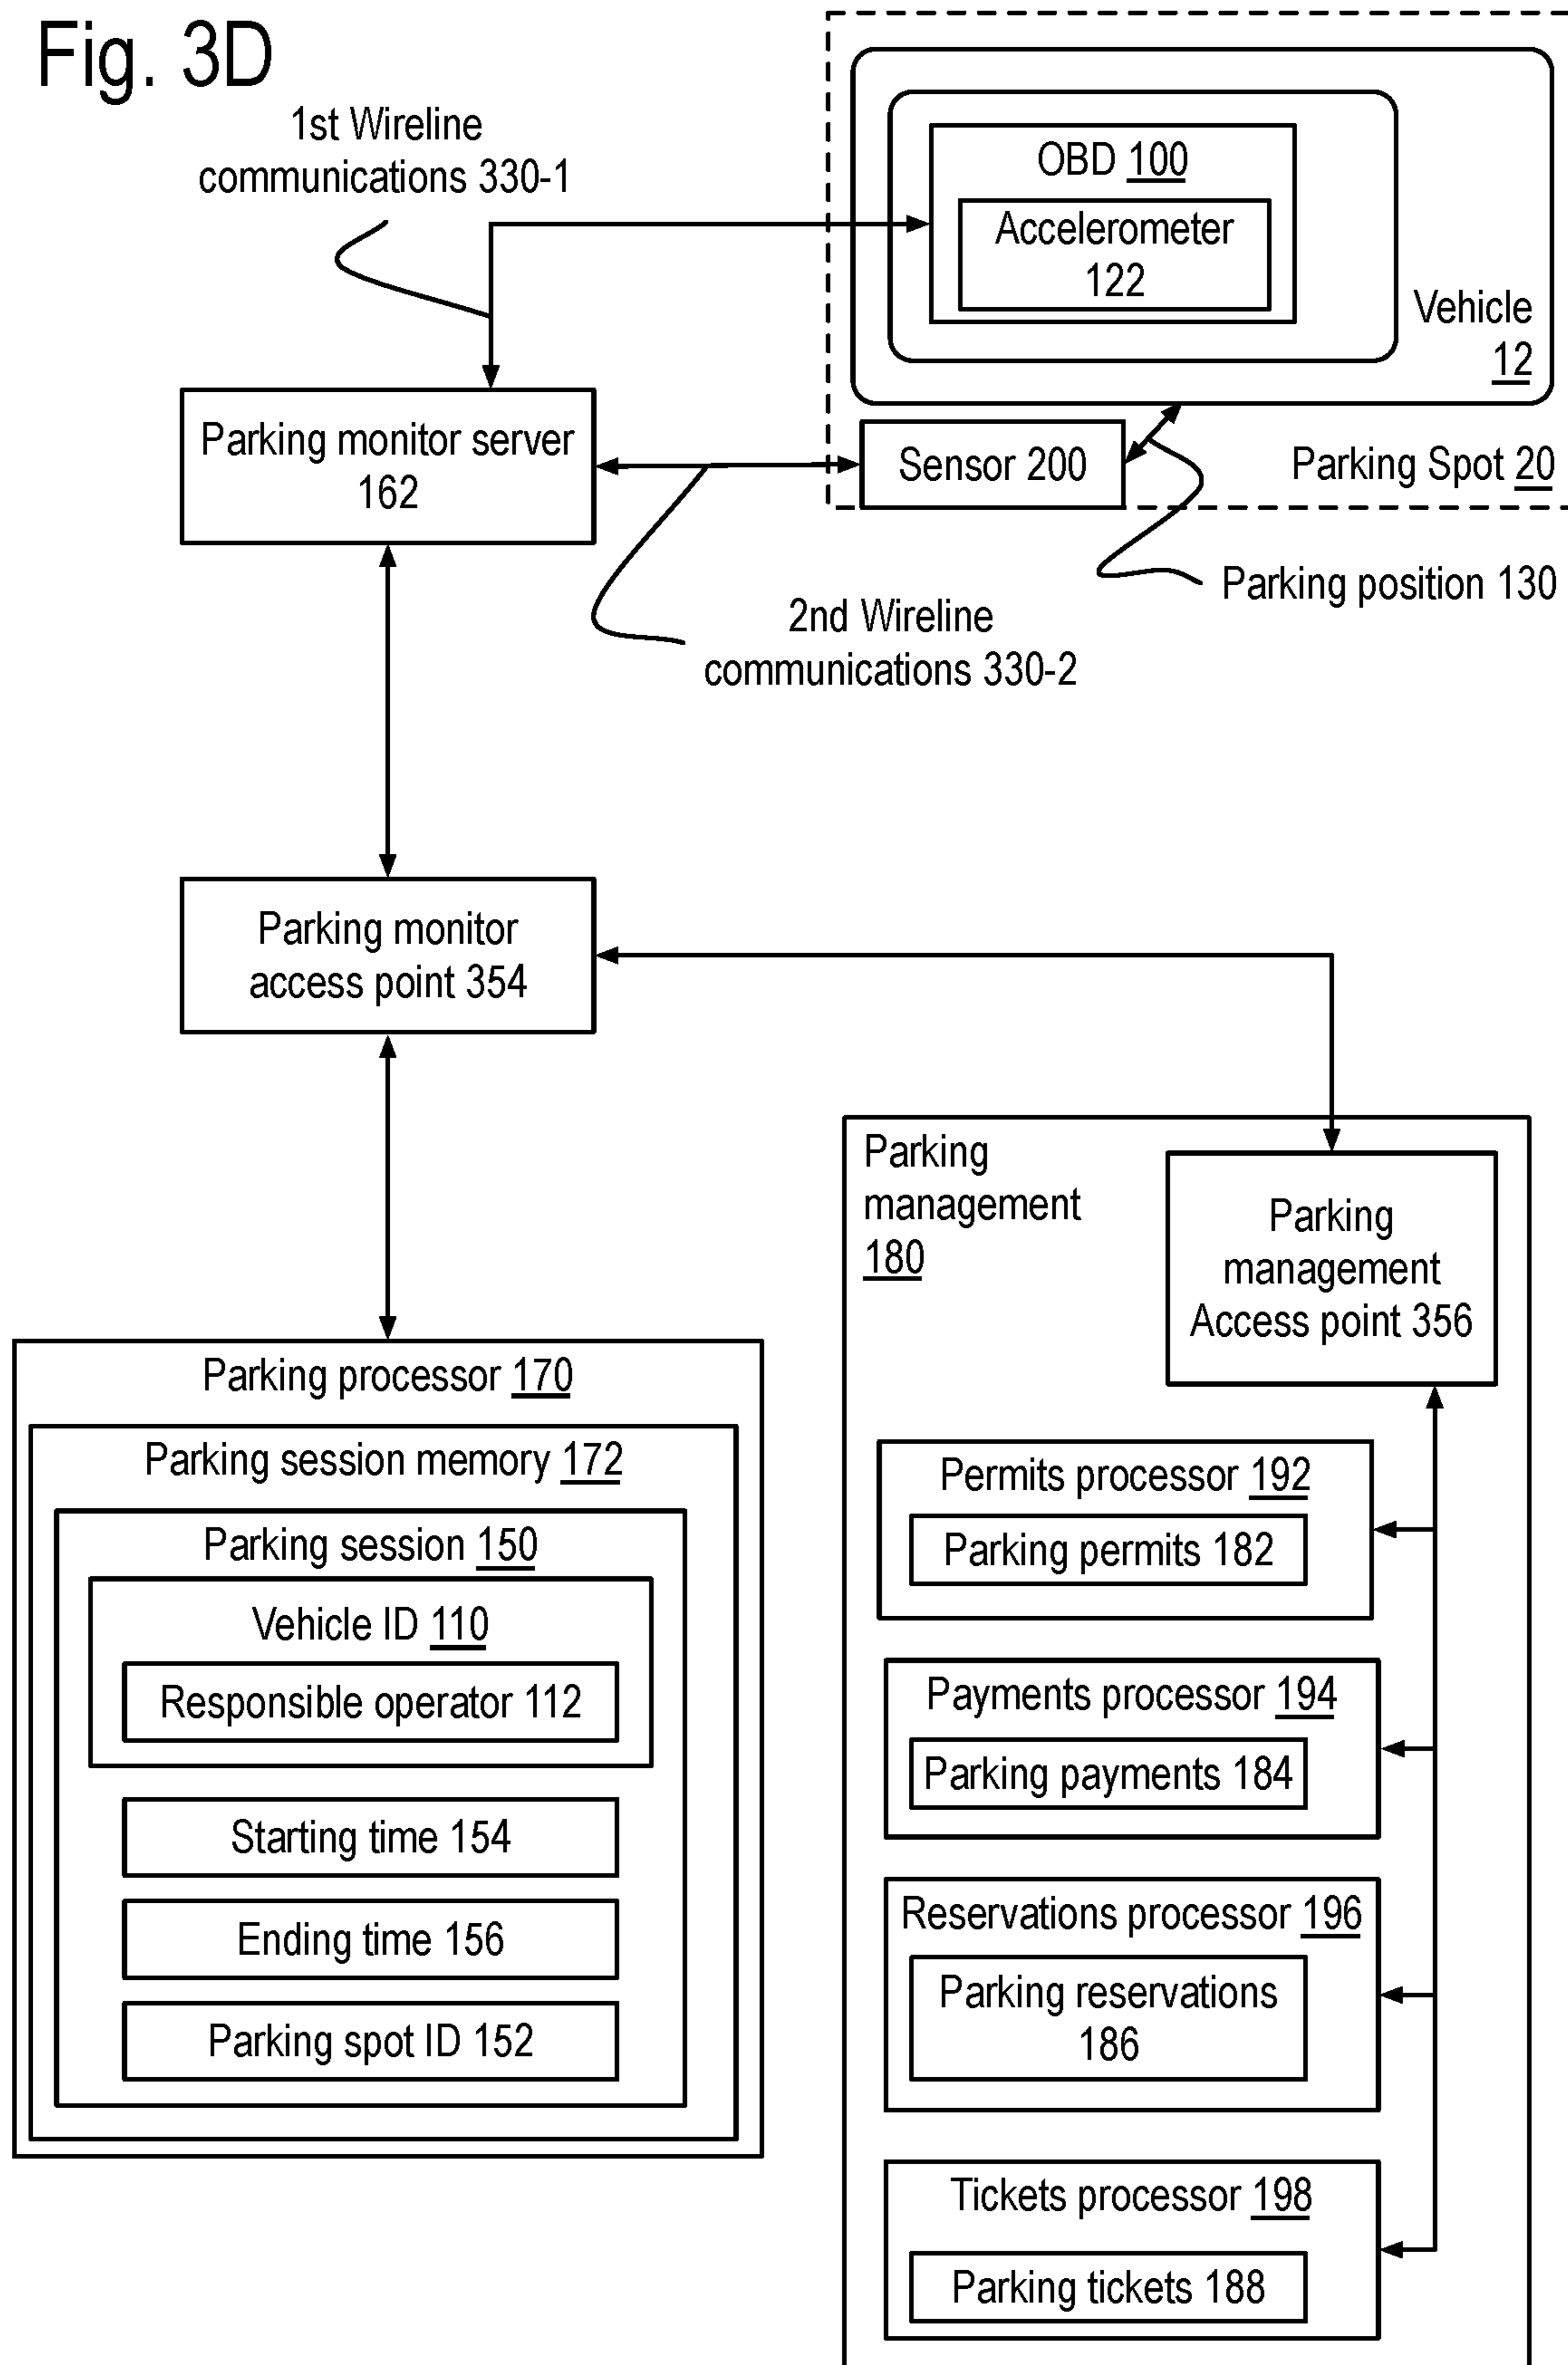 Fig. 3D
1st Wireline
communications 330-1
OBD 100
Accelerometer
122
Vehicle
12
Parking monitor server
162
Sensor 200
Parking Spot 20
Parking position 130
2nd Wireline
communications 330-2
Parking monitor
access point 354
Parking
management
180
Parking
management
Access point 356
Parking processor 170
Parking session memory 172
Parking session 150
Vehicle ID 110
Responsible operator 112
Starting time 154
Ending time 156
Parking spot ID 152
Permits processor 192
Parking permits 182
Payments processor 194
Parking payments 184
Reservations processor 196
Parking reservations
186
Tickets processor 198
Parking tickets 188